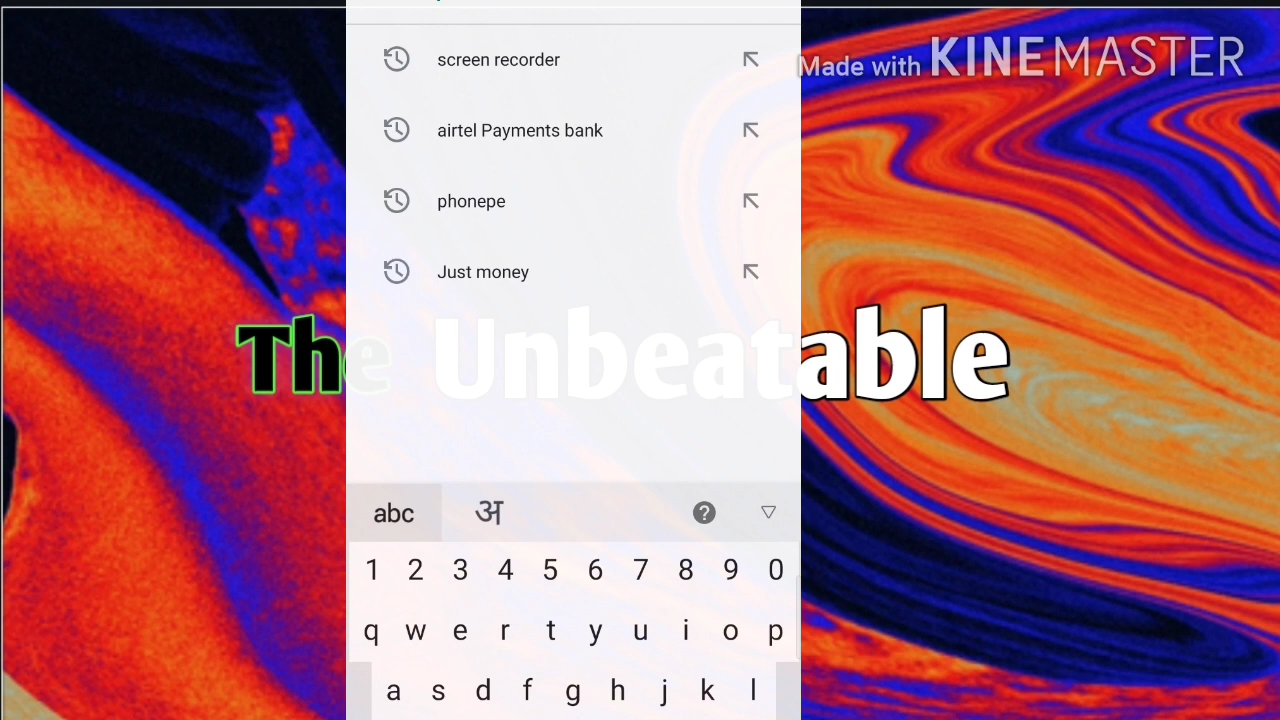 screen recorder
Made with KINEMASTER
airtel Payments bank
phonepe
Just money
The Unbeatable
abc अ ?
1 2 3 4 5 6 7 8 9 0
q w e r t y u i o p
a s d f g h j k l